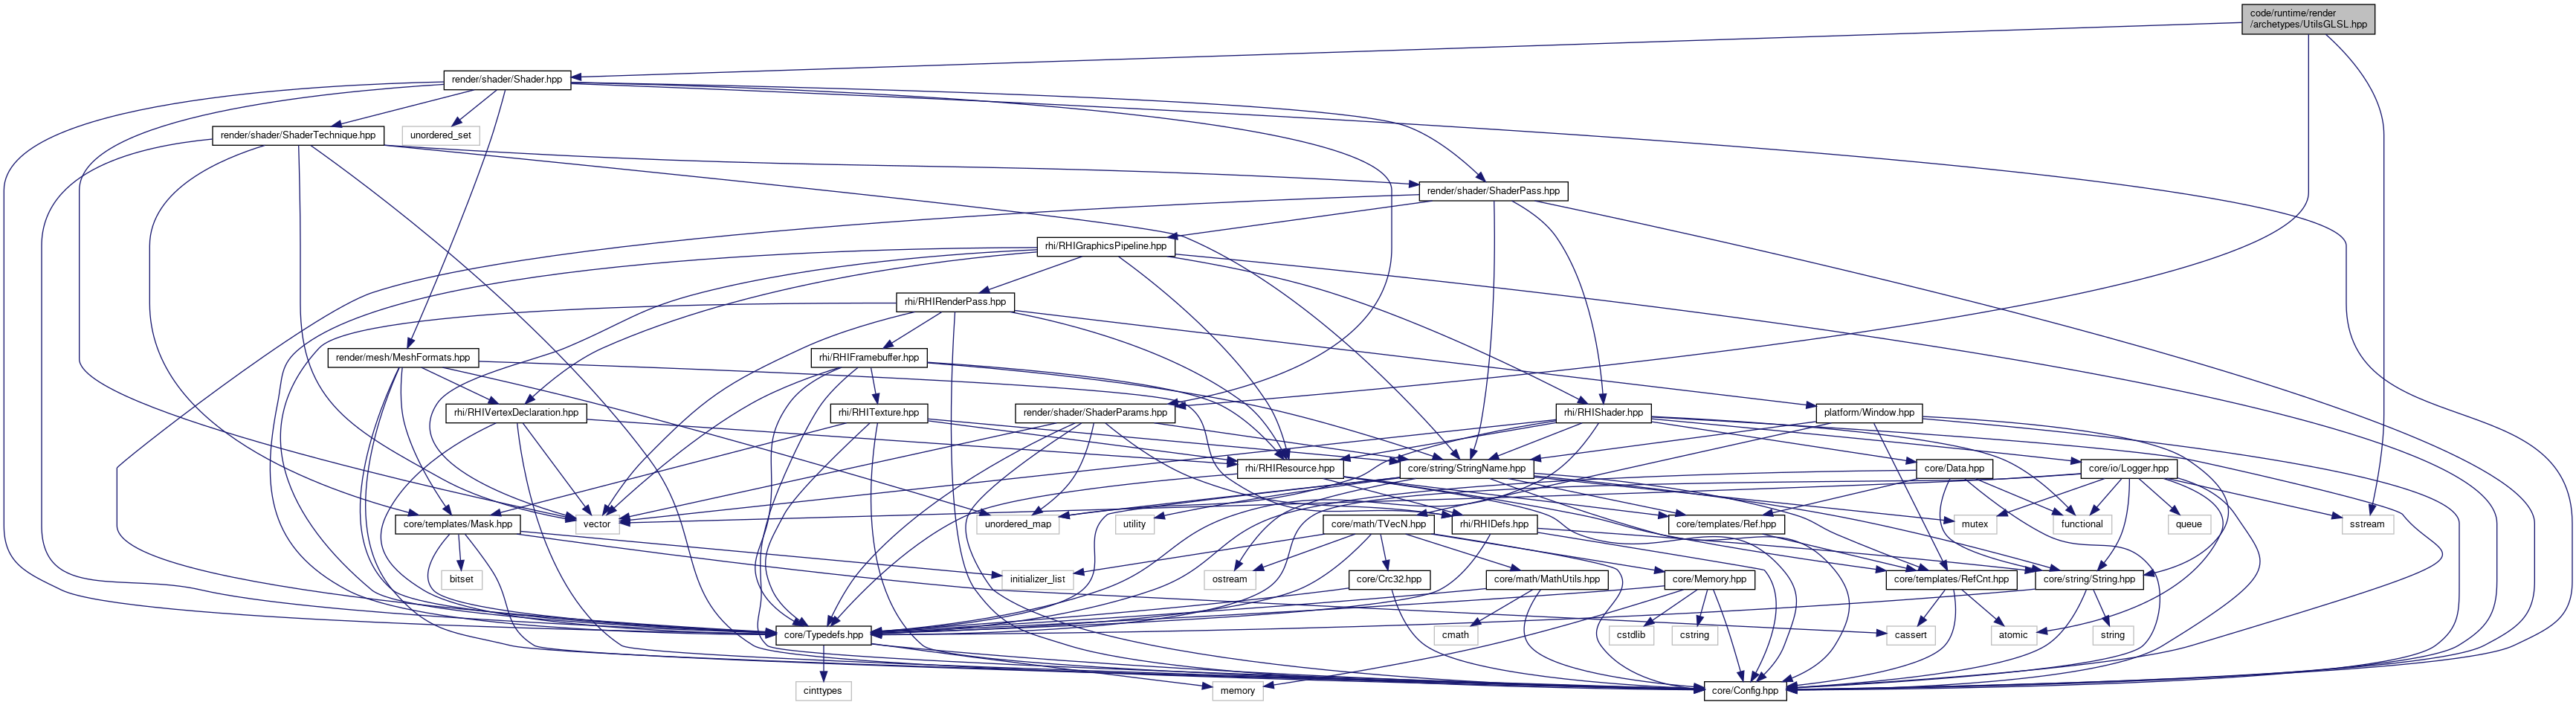 code/runtime/render
/archetypes/UtilsGLSL.hpp
render/shader/Shader.hpp
render/shader/ShaderTechnique.hpp
unordered_set
render/shader/ShaderPass.hpp
rhi/RHIGraphicsPipeline.hpp
rhi/RHIRenderPass.hpp
render/mesh/MeshFormats.hpp
rhi/RHIFramebuffer.hpp
rhi/RHIVertexDeclaration.hpp
rhi/RHITexture.hpp
render/shader/ShaderParams.hpp
rhi/RHIShader.hpp
platform/Window.hpp
rhi/RHIResource.hpp
core/string/StringName.hpp
core/Data.hpp
core/io/Logger.hpp
core/templates/Mask.hpp
vector
unordered_map
utility
core/math/TVecN.hpp
rhi/RHIDefs.hpp
core/templates/Ref.hpp
mutex
functional
queue
sstream
bitset
initializer_list
ostream
core/Crc32.hpp
core/math/MathUtils.hpp
core/Memory.hpp
core/templates/RefCnt.hpp
core/string/String.hpp
core/Typedefs.hpp
cmath
cstdlib
cstring
cassert
atomic
string
cinttypes
memory
core/Config.hpp